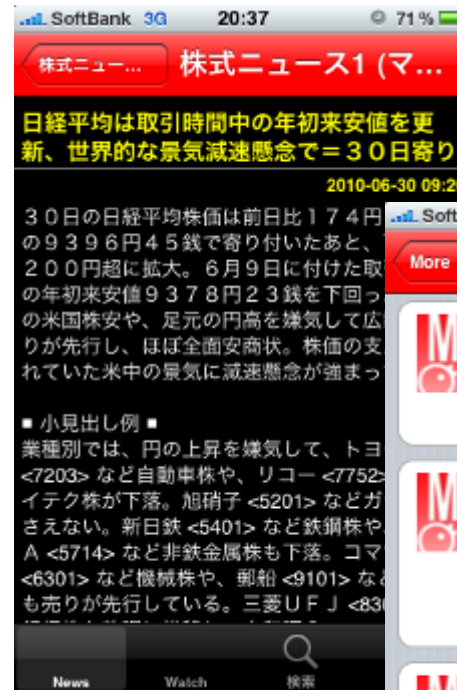 SoftBank 3G 20:37 71%
株式ニュー... 株式ニュース1 (マ...
日経平均は取引時間中の年初来安値を更
新、世界的な景気減速懸念で＝３０日寄り
2010-06-30 09:20
３０日の日経平均株価は前日比１７４円
の９３９６円４５銭で寄り付いたあと、
２００円超に拡大。６月９日に付けた取
の年初来安値９３７８円２３銭を下回っ
の米国株安や、足元の円高を嫌気して広
りが先行し、ほぼ全面安商状。株価の支
れていた米中の景気に減速懸念が強まっ
■ 小見出し例 ■
業種別では、円の上昇を嫌気して、トヨ
<7203> など自動車株や、リコー <7752>
イテク株が下落。旭硝子 <5201> などガ
さえない。新日鉄 <5401> など鉄鋼株や
Ａ <5714> など非鉄金属株も下落。コマ
<6301> など機械株や、郵船 <9101> など
も売りが先行している。三菱ＵＦＪ <830
News Watch 検索
Soft
More
M
M